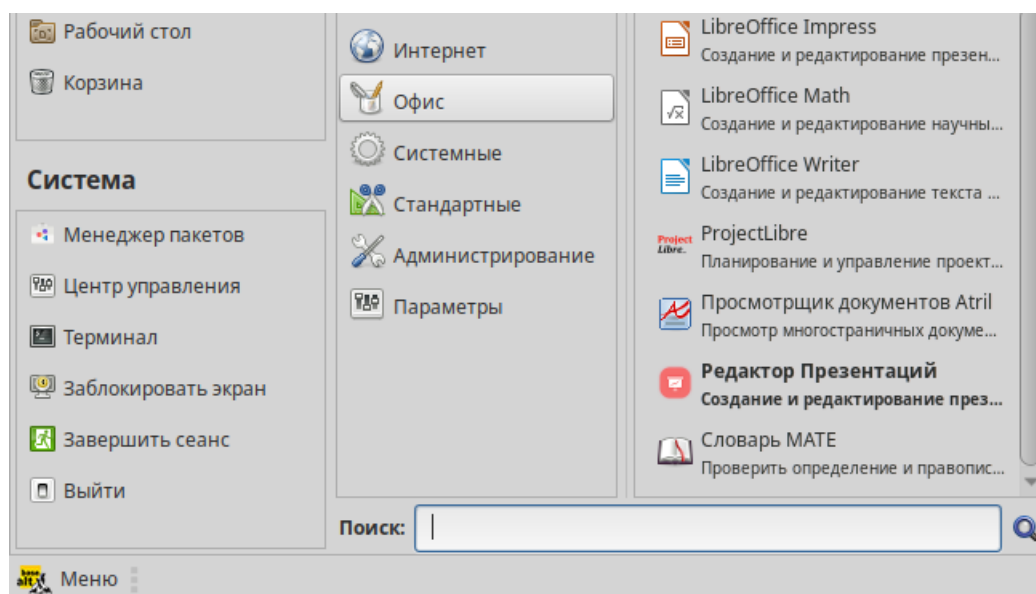 Рабочий стол
Корзина
Система
Менеджер пакетов
Центр управления
Терминал
Заблокировать экран
Завершить сеанс
Выйти
Интернет
Офис
Системные
Стандартные
Администрирование
Параметры
LibreOffice Impress
Создание и редактирование презен...
LibreOffice Math
Создание и редактирование научны...
LibreOffice Writer
Создание и редактирование текста ...
Project
Libre.
ProjectLibre
Планирование и управление проект...
Просмотрщик документов Atril
Просмотр многостраничных докуме...
Редактор Презентаций
Создание и редактирование през...
Словарь MATE
Проверить определение и правопис...
Поиск:
base
alt
Меню